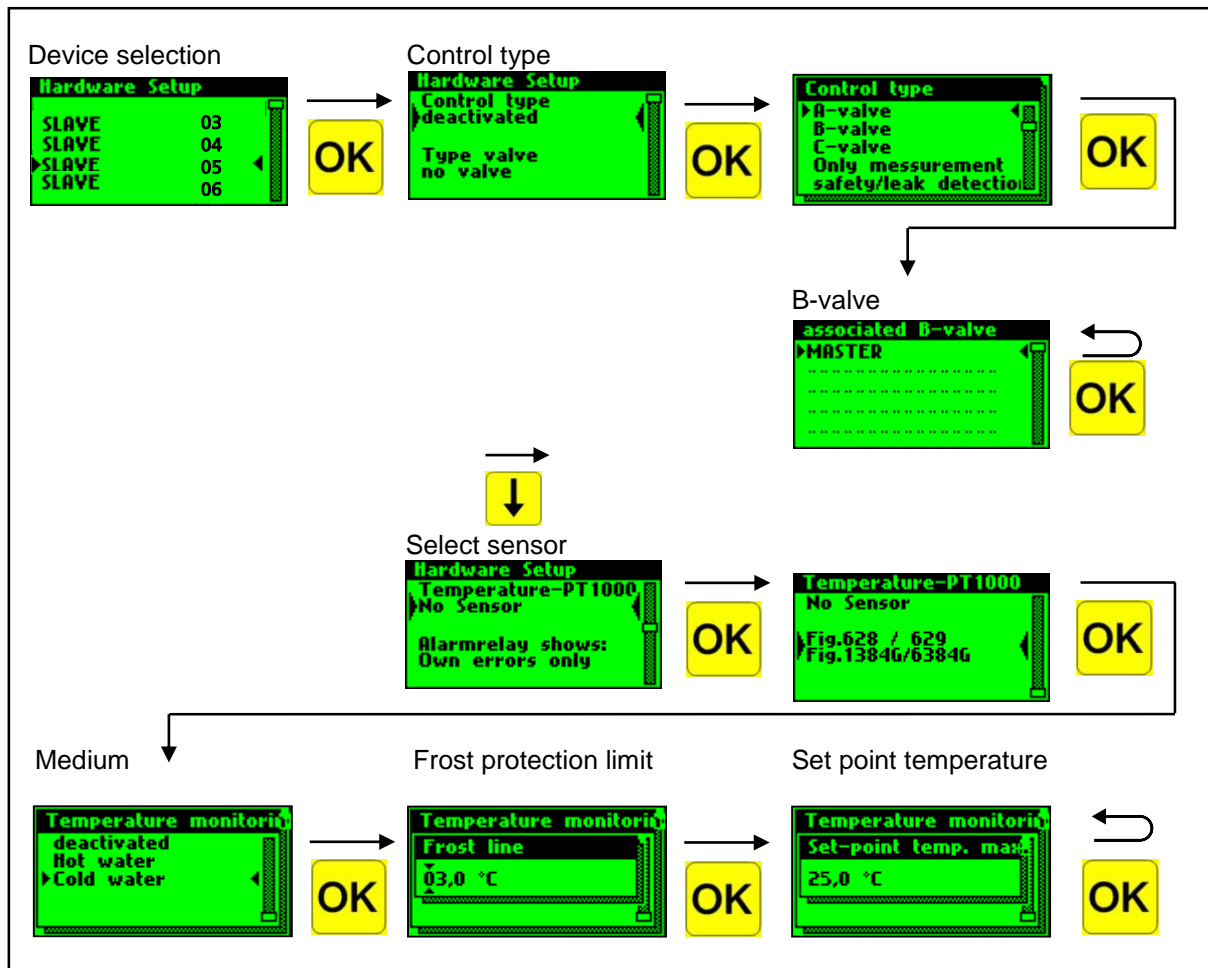 Device selection
Hardware Setup
SLAVE 03
SLAVE 04
SLAVE 05
SLAVE 06
OK
Control type
Hardware Setup
Control type
deactivated
Type valve
no valve
OK
Control type
A-valve
B-valve
C-valve
Only messurement
safety/leak detectio
OK
B-valve
associated B-valve
MASTER
OK
Select sensor
Hardware Setup
Temperature-PT1000
No Sensor
Alarmrelay shows:
Own errors only
OK
Temperature-PT1000
No Sensor
Fig.628 / 629
Fig.1384G/6384G
OK
Medium
Temperature monitorin
deactivated
Hot water
Cold water
OK
Frost protection limit
Temperature monitorin
Frost line
03,0 °C
OK
Set point temperature
Temperature monitorin
Set-point temp. max.
25,0 °C
OK